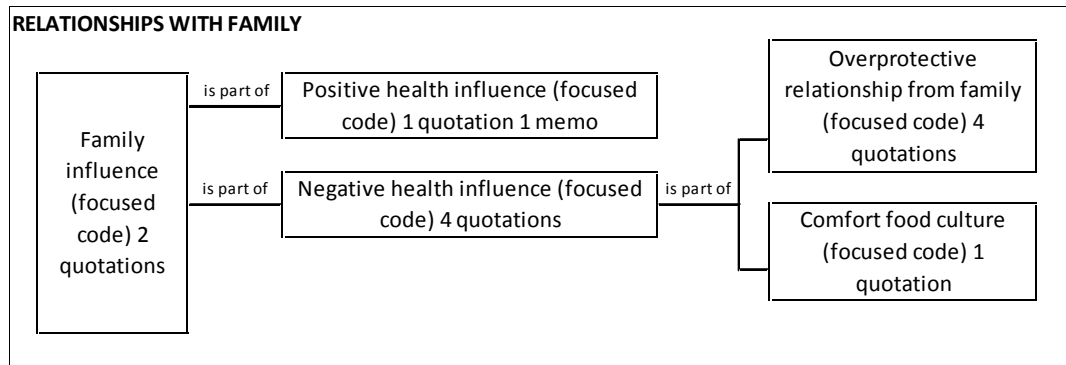 RELATIONSHIPS WITH FAMILY
Family
influence
(focused
code) 2
quotations
is part of
Positive health influence (focused
code) 1 quotation 1 memo
is part of
Negative health influence (focused
code) 4 quotations
is part of
Overprotective
relationship from family
(focused code) 4
quotations
Comfort food culture
(focused code) 1
quotation